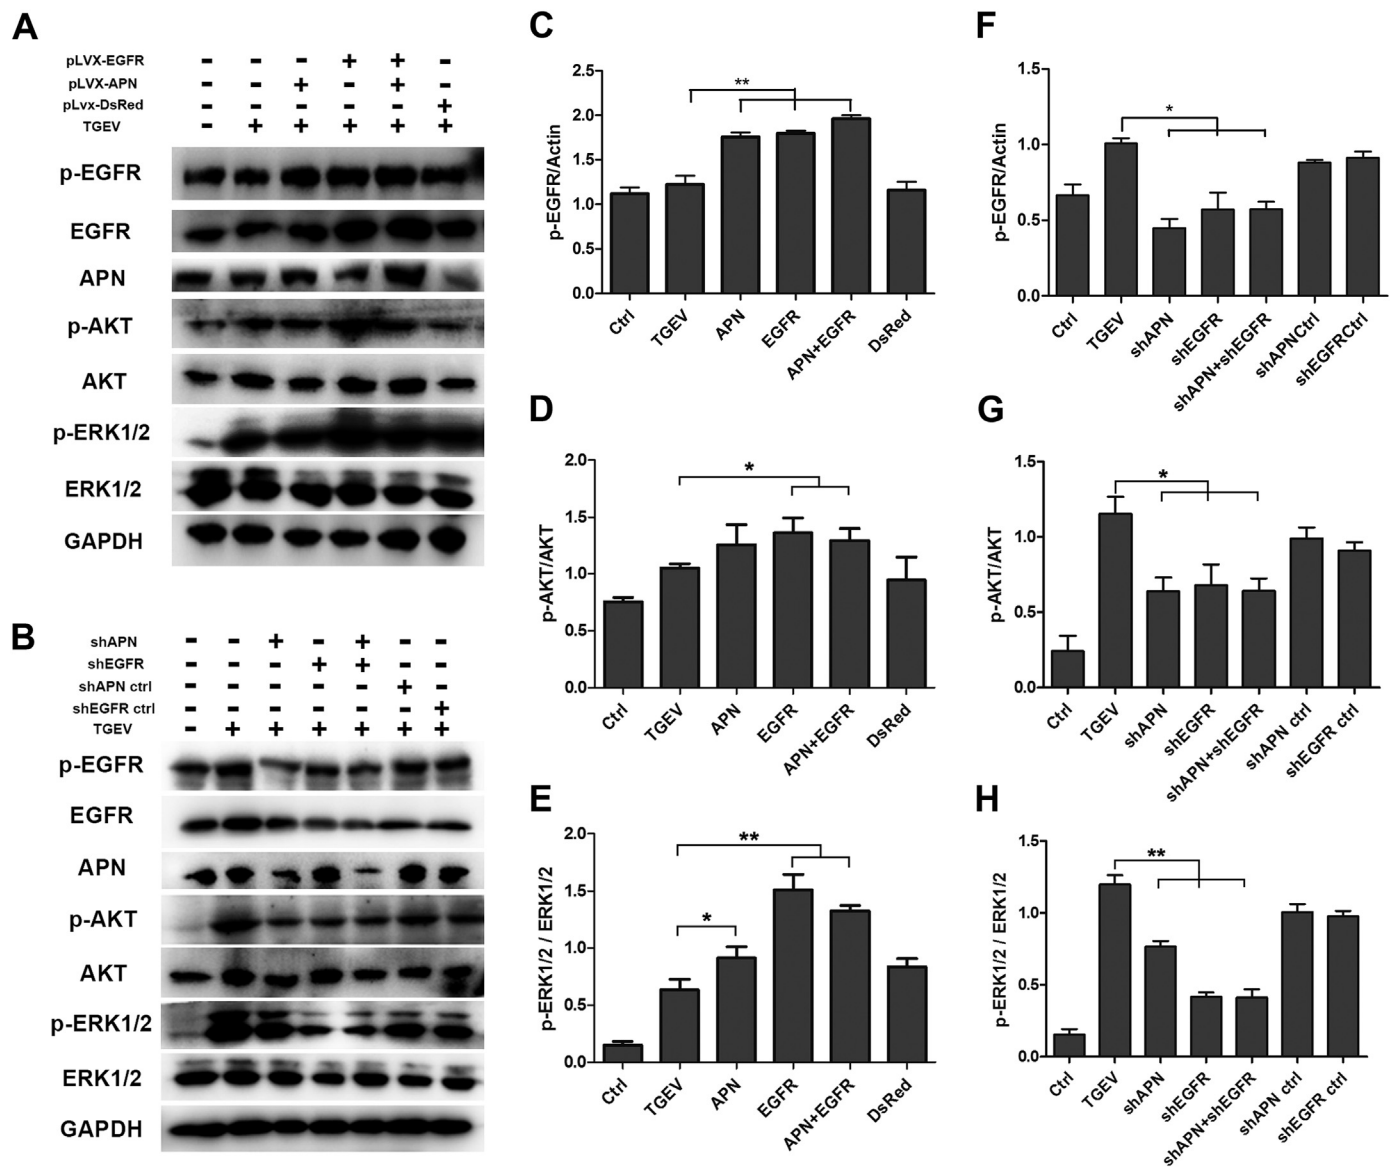 A
pLVX-EGFR - - - + + -
pLVX-APN - - + - + -
pLvx-DsRed - - - - - +
TGEV - + + + + +
p-EGFR
EGFR
APN
p-AKT
AKT
p-ERK1/2
ERK1/2
GAPDH
B
shAPN - - + - + - -
shEGFR - - - + + - -
shAPN ctrl - - - - - + -
shEGFR ctrl - - - - - - +
TGEV - + + + + + +
p-EGFR
EGFR
APN
p-AKT
AKT
p-ERK1/2
ERK1/2
GAPDH
C
p-EGFR/Actin
2.5
2.0
1.5
1.0
0.5
0.0
**
Ctrl
TGEV
APN
EGFR
APN+EGFR
DsRed
D
p-AKT/AKT
2.0
1.5
1.0
0.5
0.0
*
Ctrl
TGEV
APN
EGFR
APN+EGFR
DsRed
E
p-ERK1/2 / ERK1/2
2.0
1.5
1.0
0.5
0.0
**
*
Ctrl
TGEV
APN
EGFR
APN+EGFR
DsRed
F
p-EGFR/Actin
1.5
1.0
0.5
0.0
*
Ctrl
TGEV
shAPN
shEGFR
shAPN+shEGFR
shAPNCtrl
shEGFRCtrl
G
p-AKT/AKT
1.5
1.0
0.5
0.0
*
Ctrl
TGEV
shAPN
shEGFR
shAPN+shEGFR
shAPN ctrl
shEGFR ctrl
H
p-ERK1/2 / ERK1/2
1.5
1.0
0.5
0.0
**
Ctrl
TGEV
shAPN
shEGFR
shAPN+shEGFR
shAPN ctrl
shEGFR ctrl